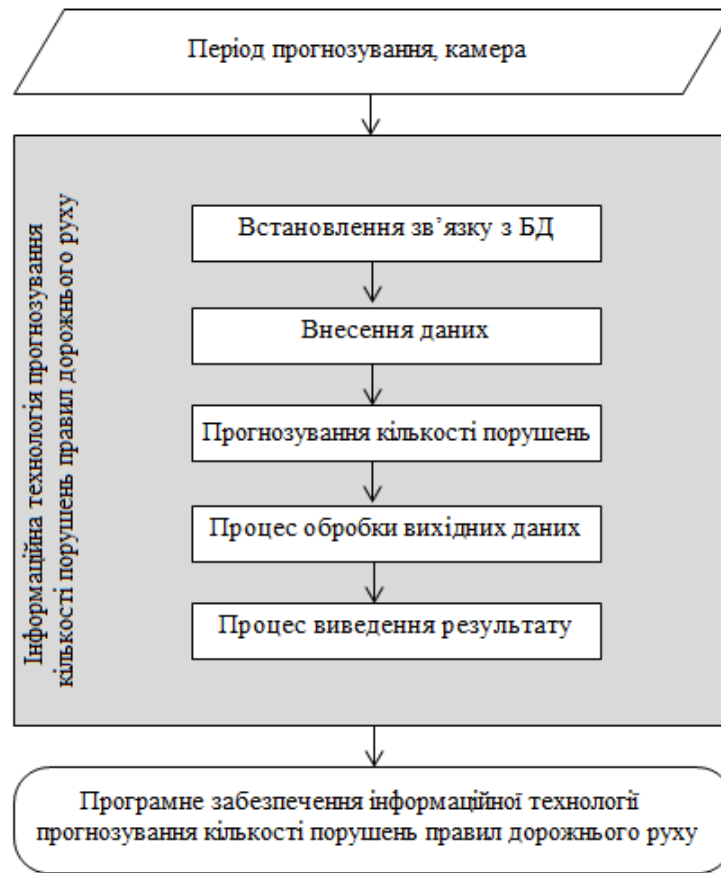 Період прогнозування, камера
Інформаційна технологія прогнозування
кількості порушень правил дорожнього руху
Встановлення зв’язку з БД
Внесення даних
Прогнозування кількості порушень
Процес обробки вихідних даних
Процес виведення результату
Програмне забезпечення інформаційної технології
прогнозування кількості порушень правил дорожнього руху